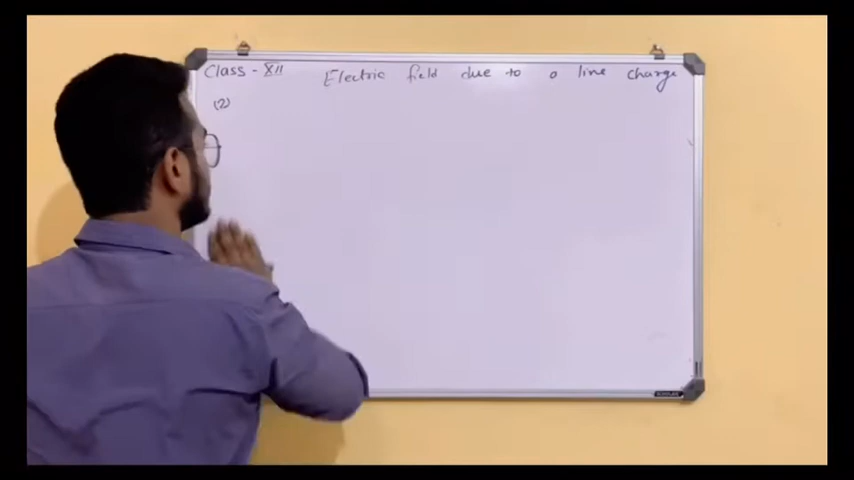 Class - XII Electric field due to a line charge
(2)